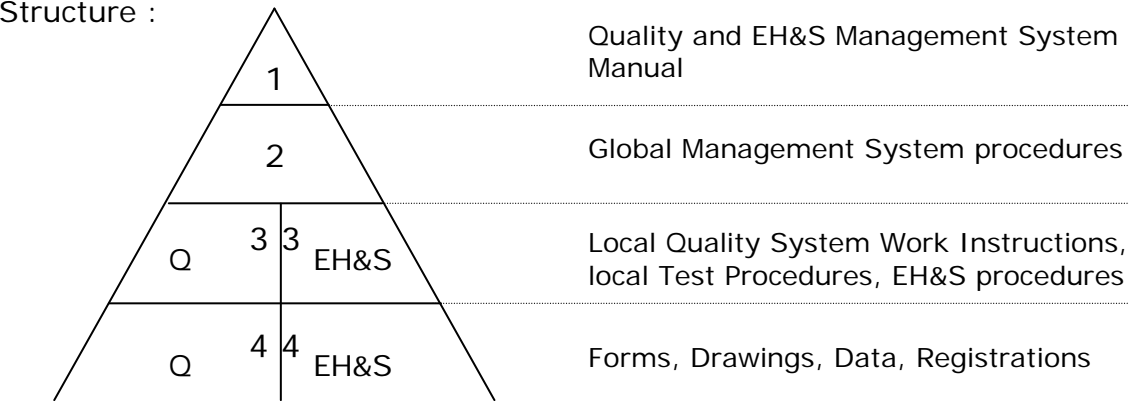 Structure :
1
Quality and EH&S Management System
Manual
2
Global Management System procedures
Q
3
3
EH&S
Local Quality System Work Instructions,
local Test Procedures, EH&S procedures
Q
4
4
EH&S
Forms, Drawings, Data, Registrations